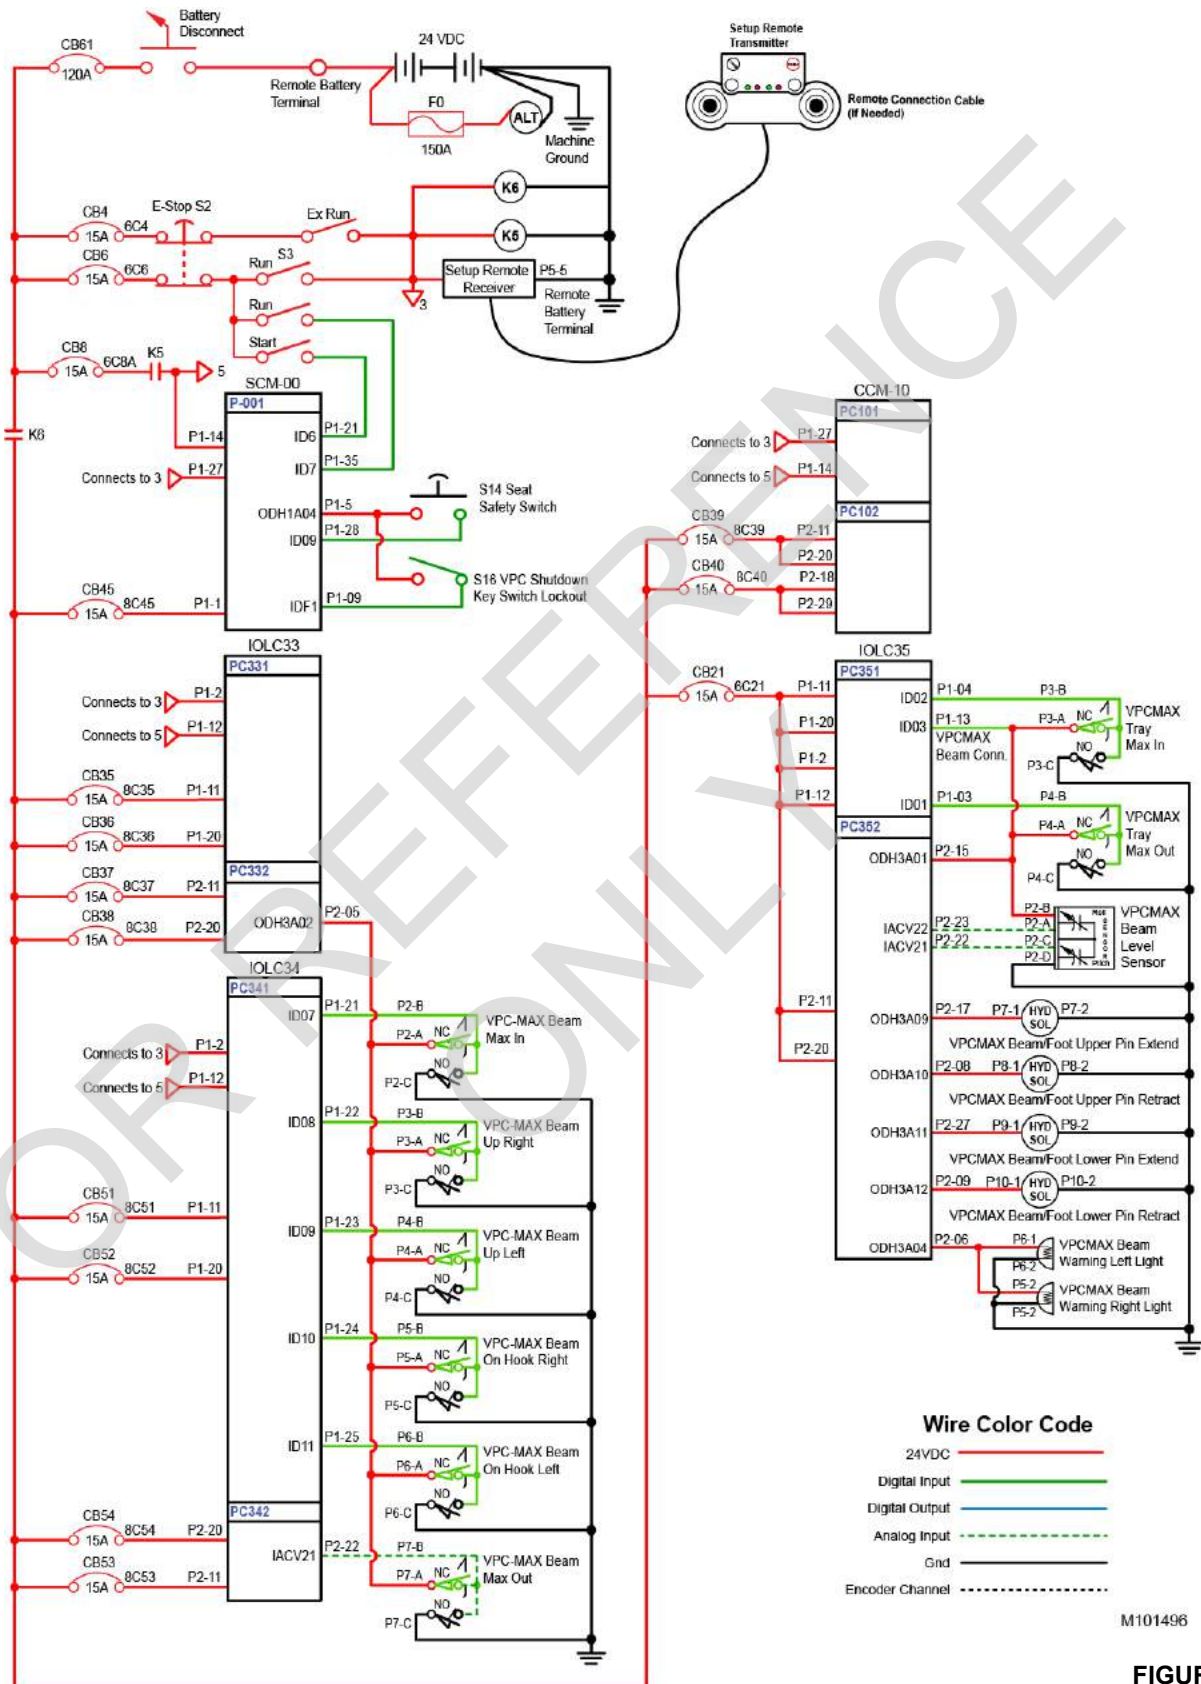 Battery
Disconnect
CB61
120A
24 VDC
Remote Battery
Terminal
F0
150A
ALT
Machine
Ground
Setup Remote
Transmitter
Remote Connection Cable
(If Needed)
K6
CB4
15A
6C4
E-Stop S2
Ex Run
K5
CB6
15A
6C6
Run
S3
Setup Remote
Receiver
P5-5
3
Remote
Battery
Terminal
Run
Start
CB8
15A
6C8A
K5
5
K6
SCM-00
P-001
P1-14
ID6
P1-21
Connects to 3
P1-27
ID7
P1-35
ODH1A04
P1-5
S14 Seat
Safety Switch
ID09
P1-28
S16 VPC Shutdown
Key Switch Lockout
CB45
15A
8C45
P1-1
IDF1
P1-09
IOLC33
PC331
Connects to 3
P1-2
Connects to 5
P1-12
CB35
15A
8C35
P1-11
CB36
15A
8C36
P1-20
PC332
CB37
15A
8C37
P2-11
CB38
15A
8C38
P2-20
ODH3A02
P2-05
IOLC34
PC341
Connects to 3
P1-2
Connects to 5
P1-12
ID07
P1-21
P2-B
P2-A
NC
NO
P2-C
VPC-MAX Beam
Max In
ID08
P1-22
P3-B
P3-A
NC
NO
P3-C
VPC-MAX Beam
Up Right
CB51
15A
8C51
P1-11
ID09
P1-23
P4-B
P4-A
NC
NO
P4-C
VPC-MAX Beam
Up Left
CB52
15A
8C52
P1-20
ID10
P1-24
P5-B
P5-A
NC
NO
P5-C
VPC-MAX Beam
On Hook Right
ID11
P1-25
P6-B
P6-A
NC
NO
P6-C
VPC-MAX Beam
On Hook Left
PC342
CB54
15A
8C54
P2-20
CB53
15A
8C53
P2-11
IACV21
P2-22
P7-B
P7-A
NC
NO
P7-C
VPC-MAX Beam
Max Out
CCM-10
PC101
Connects to 3
P1-27
Connects to 5
P1-14
PC102
CB39
15A
8C39
P2-11
P2-20
CB40
15A
8C40
P2-18
P2-29
IOLC35
PC351
CB21
15A
6C21
P1-11
P1-20
P1-2
P1-12
ID02
P1-04
P3-B
ID03
P1-13
P3-A
NC
NO
P3-C
VPCMAX
Beam Conn.
VPCMAX
Tray
Max In
ID01
P1-03
P4-B
P4-A
NC
NO
P4-C
VPCMAX
Tray
Max Out
PC352
ODH3A01
P2-15
IACV22
P2-23
IACV21
P2-22
P2-B
P2-A
P2-C
P2-D
Pitch
VPCMAX
Beam
Level
Sensor
P2-11
P2-20
ODH3A09
P2-17
P7-1
HYD
SOL
P7-2
VPCMAX Beam/Foot Upper Pin Extend
ODH3A10
P2-08
P8-1
HYD
SOL
P8-2
VPCMAX Beam/Foot Upper Pin Retract
ODH3A11
P2-27
P9-1
HYD
SOL
P9-2
VPCMAX Beam/Foot Lower Pin Extend
ODH3A12
P2-09
P10-1
HYD
SOL
P10-2
VPCMAX Beam/Foot Lower Pin Retract
ODH3A04
P2-06
P6-1
P6-2
VPCMAX Beam
Warning Left Light
P5-2
P5-2
VPCMAX Beam
Warning Right Light
Wire Color Code
24VDC
Digital Input
Digital Output
Analog Input
Gnd
Encoder Channel
M101496
FIGUR
OR REFERENCE
ONLY